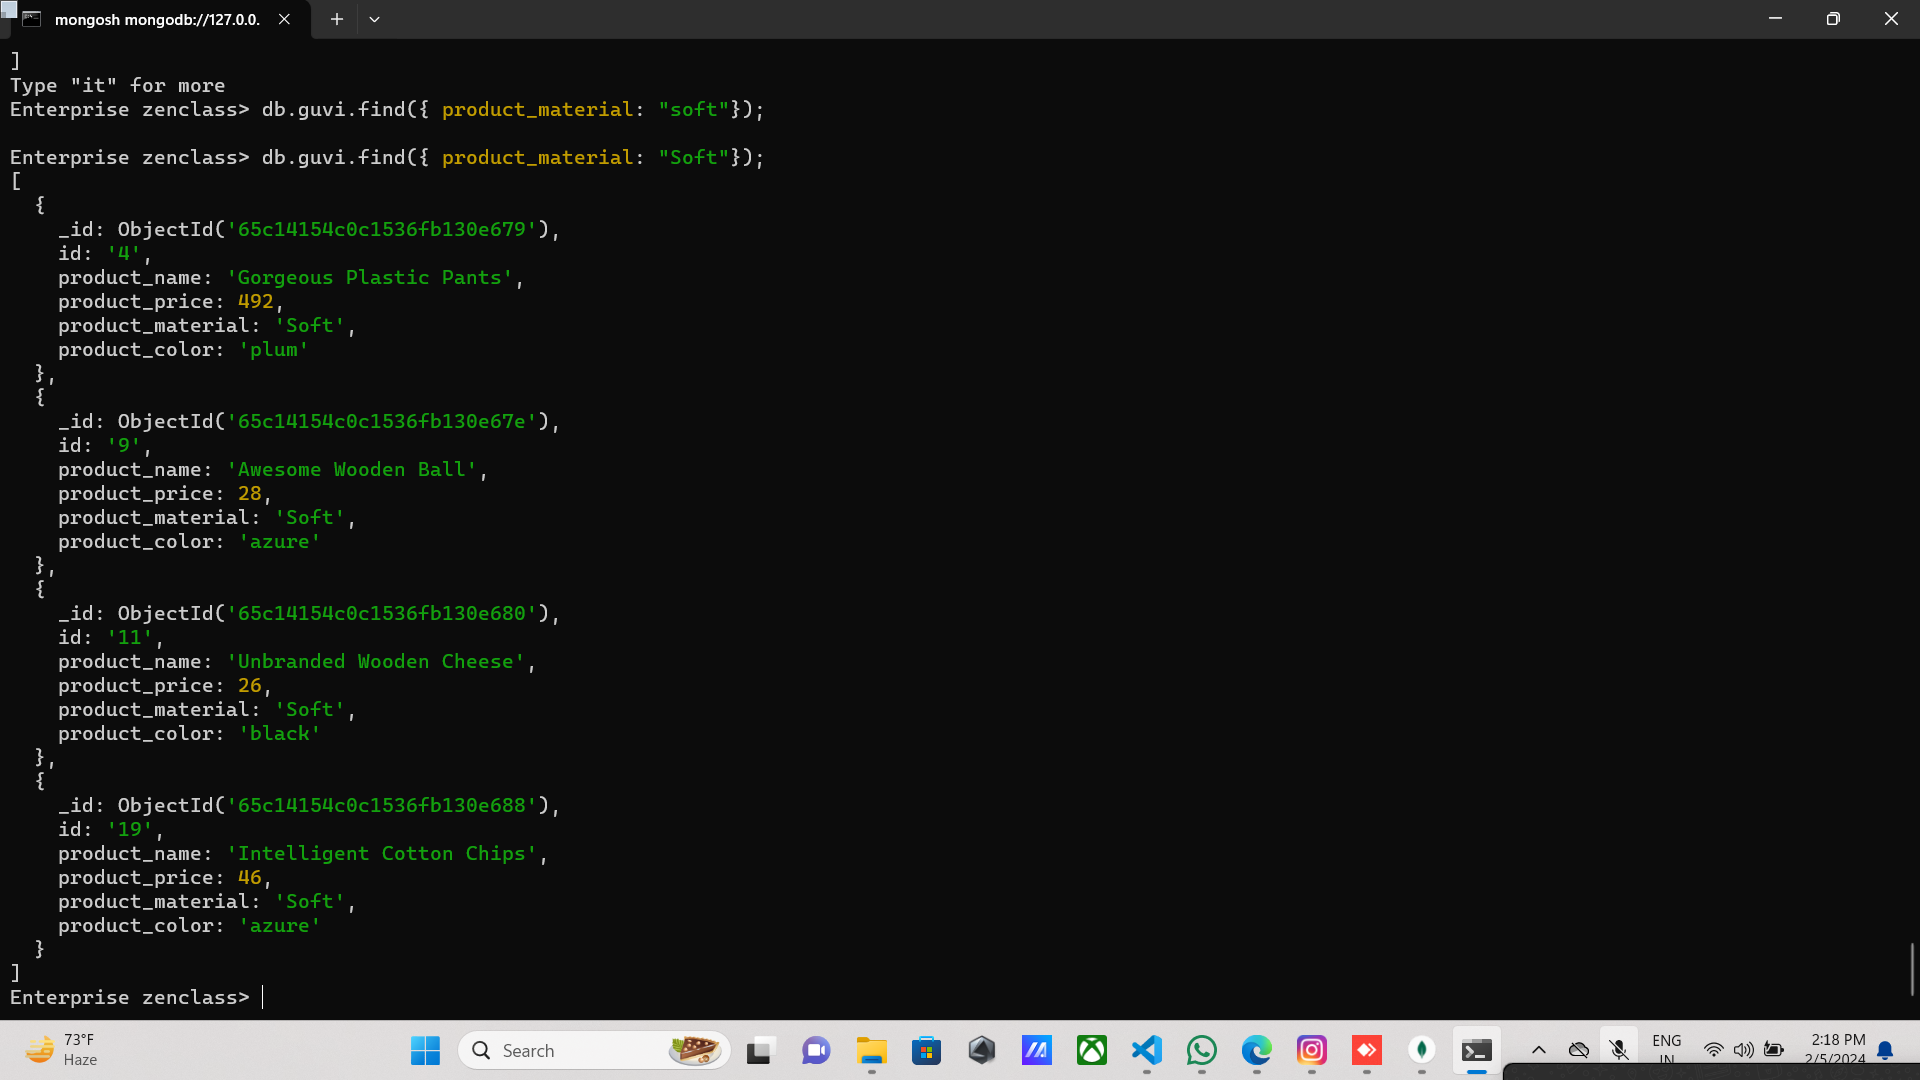 mongosh mongodb://127.0.0.
]
Type "it" for more
Enterprise zenclass> db.guvi.find({ product_material: "soft"});
Enterprise zenclass> db.guvi.find({ product_material: "Soft"});
[
  {
    _id: ObjectId('65c14154c0c1536fb130e679'),
    id: '4',
    product_name: 'Gorgeous Plastic Pants',
    product_price: 492,
    product_material: 'Soft',
    product_color: 'plum'
  },
  {
    _id: ObjectId('65c14154c0c1536fb130e67e'),
    id: '9',
    product_name: 'Awesome Wooden Ball',
    product_price: 28,
    product_material: 'Soft',
    product_color: 'azure'
  },
  {
    _id: ObjectId('65c14154c0c1536fb130e680'),
    id: '11',
    product_name: 'Unbranded Wooden Cheese',
    product_price: 26,
    product_material: 'Soft',
    product_color: 'black'
  },
  {
    _id: ObjectId('65c14154c0c1536fb130e688'),
    id: '19',
    product_name: 'Intelligent Cotton Chips',
    product_price: 46,
    product_material: 'Soft',
    product_color: 'azure'
  }
]
Enterprise zenclass>
73°F
Haze
Search
ENG
IN
2:18 PM
2/5/2024